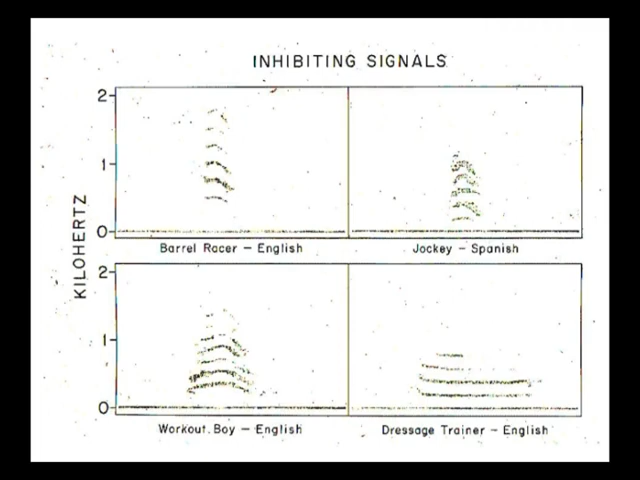 INHIBITING SIGNALS
KILOHERTZ
2
1
0
Barrel Racer – English
Jockey – Spanish
2
1
0
Workout Boy – English
Dressage Trainer – English